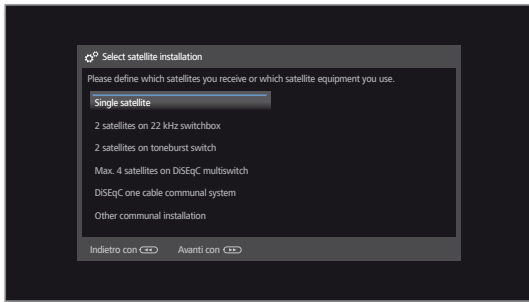 Select satellite installation
Please define which satellites you receive or which satellite equipment you use.
Single satellite
2 satellites on 22 kHz switchbox
2 satellites on toneburst switch
Max. 4 satellites on DiSEqC multiswitch
DiSEqC one cable communal system
Other communal installation
Indietro con Avanti con